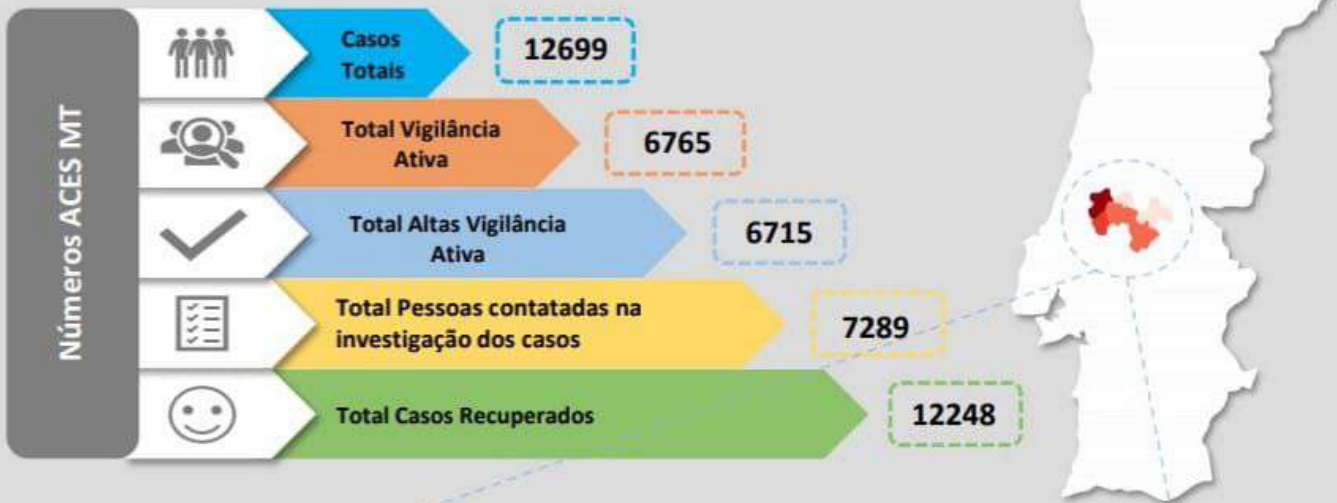 Números ACES MT
Casos
Totais
12699
Total Vigilância
Ativa
6765
Total Altas Vigilância
Ativa
6715
Total Pessoas contatadas na
investigação dos casos
7289
Total Casos Recuperados
12248